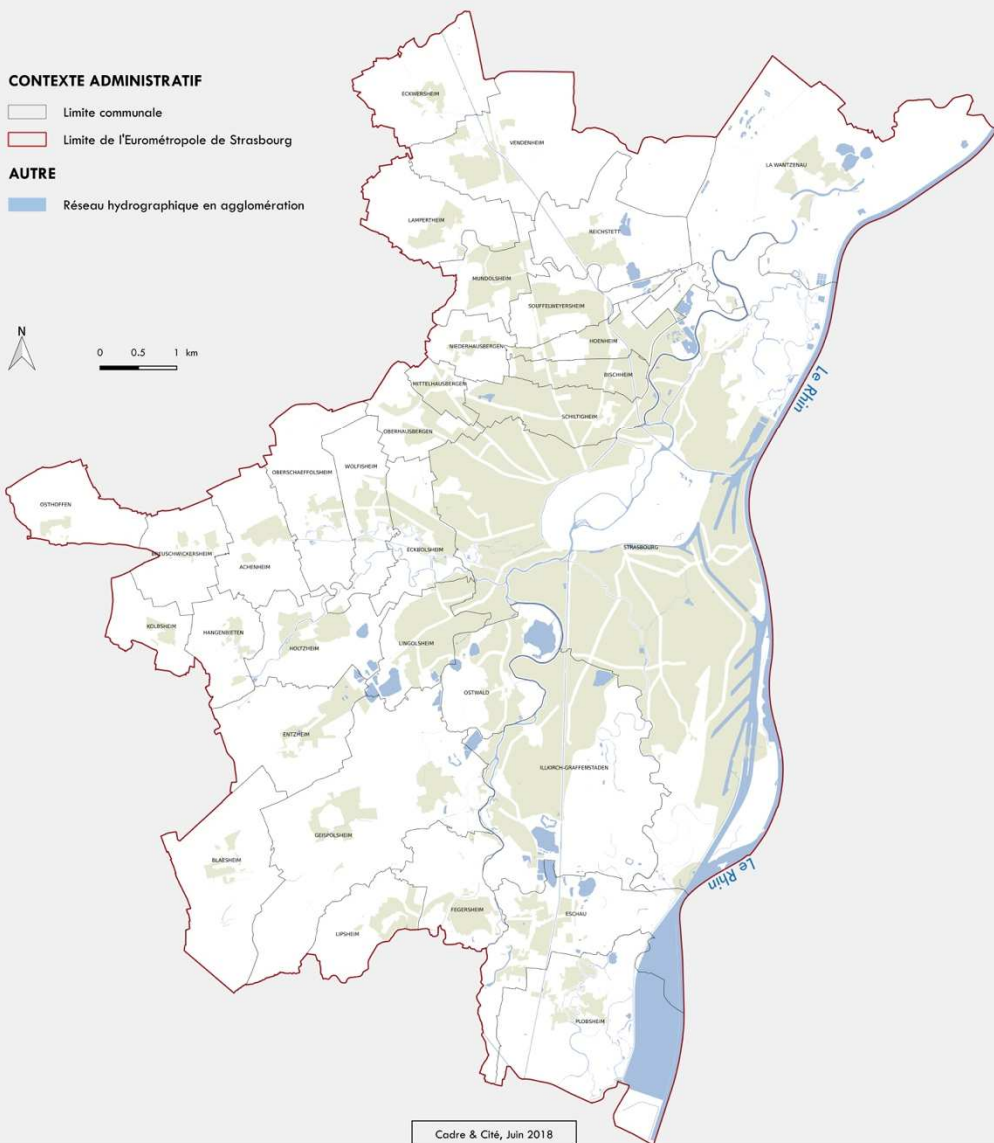 CONTEXTE ADMINISTRATIF
Limite communale
Limite de l'Eurométropole de Strasbourg
AUTRE
Réseau hydrographique en agglomération
N
0 0.5 1 km
ECKWERSHEIM
VENDENHEIM
LA WANTZENAU
LAMPERTHEIM
REICHSTETT
MUNDOLSHEIM
SOUFFELWEYERSHEIM
HOENHEIM
NIEDERHAUSBERGEN
BISCHHEIM
MITTELHAUSBERGEN
SCHILTIGHEIM
OBERHAUSBERGEN
Le Rhin
WOLFISHEIM
OBERSCHAEFFOLSHEIM
OSTHOFFEN
STRASBOURG
ECKBOLSHEIM
BREUSCHWICKERSHEIM
ACHENHEIM
KOLBSHEIM
HANGENBIETEN
HOLTZHEIM
LINGOLSHEIM
OSTWALD
ENTZHEIM
ILLKIRCH-GRAFFENSTADEN
GEISPOLSHEIM
BLAESHEIM
Le Rhin
FEGERSHEIM
ESCHAU
LIPSHEIM
PLOBSHEIM
Cadre & Cité, Juin 2018